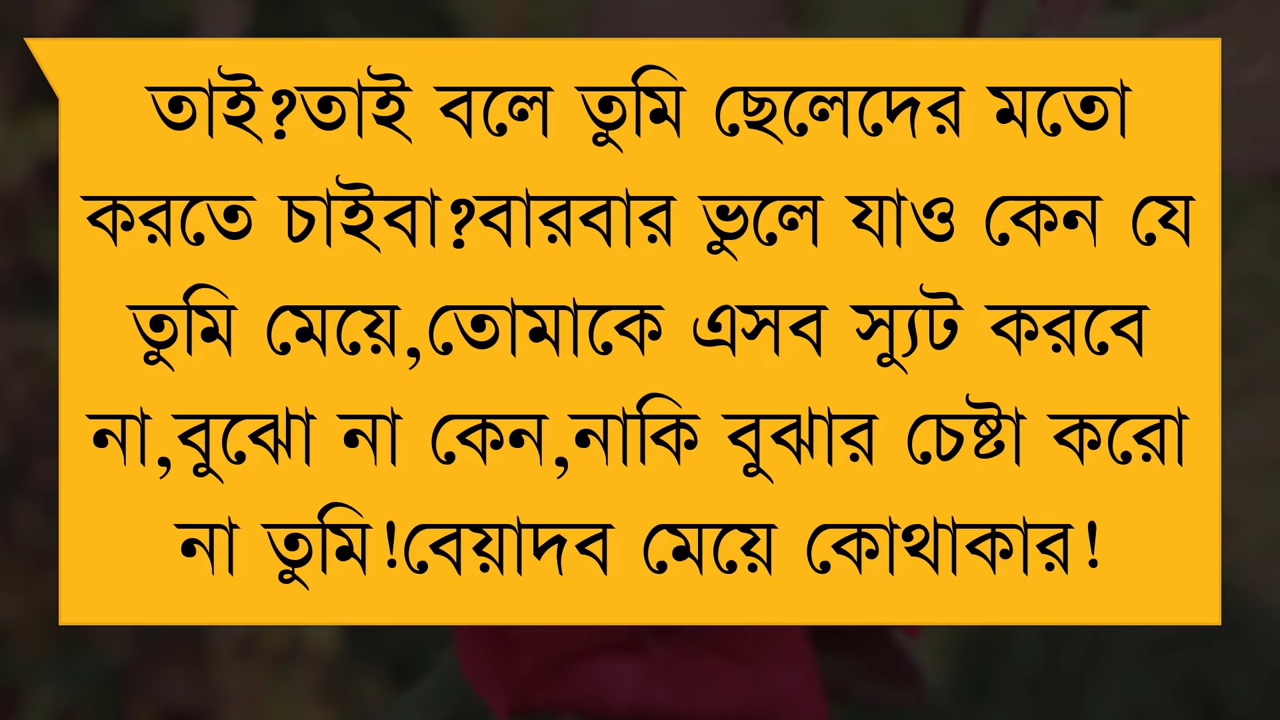 তাই?তাই বলে তুমি ছেলেদের মতো
করতে চাইবা?বারবার ভুলে যাও কেন যে
তুমি মেয়ে,তোমাকে এসব স্যুট করবে
না,বুঝো না কেন,নাকি বুঝার চেষ্টা করো
না তুমি!বেয়াদব মেয়ে কোথাকার!